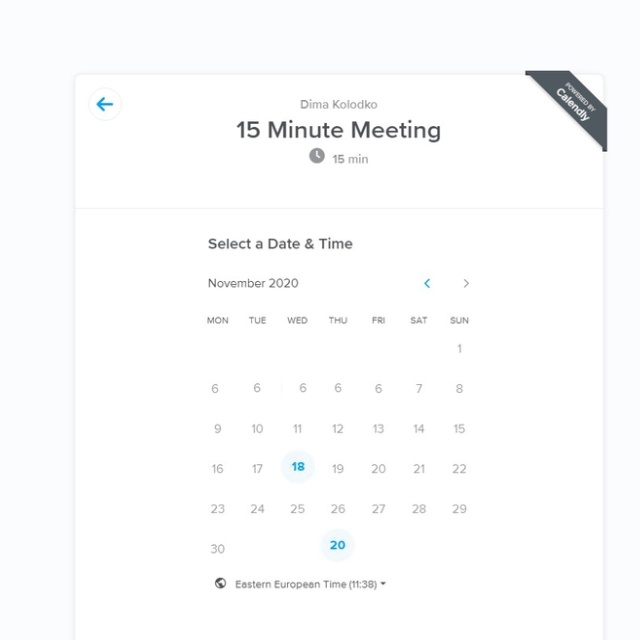 POWERED BY
Calendly
Dima Kolodko
15 Minute Meeting
15 min
Select a Date & Time
November 2020
MON TUE WED THU FRI SAT SUN
1
6 6 6 6 6 7 8
9 10 11 12 13 14 15
16 17 18 19 20 21 22
23 24 25 26 27 28 29
30 20
Eastern European Time (11:38)